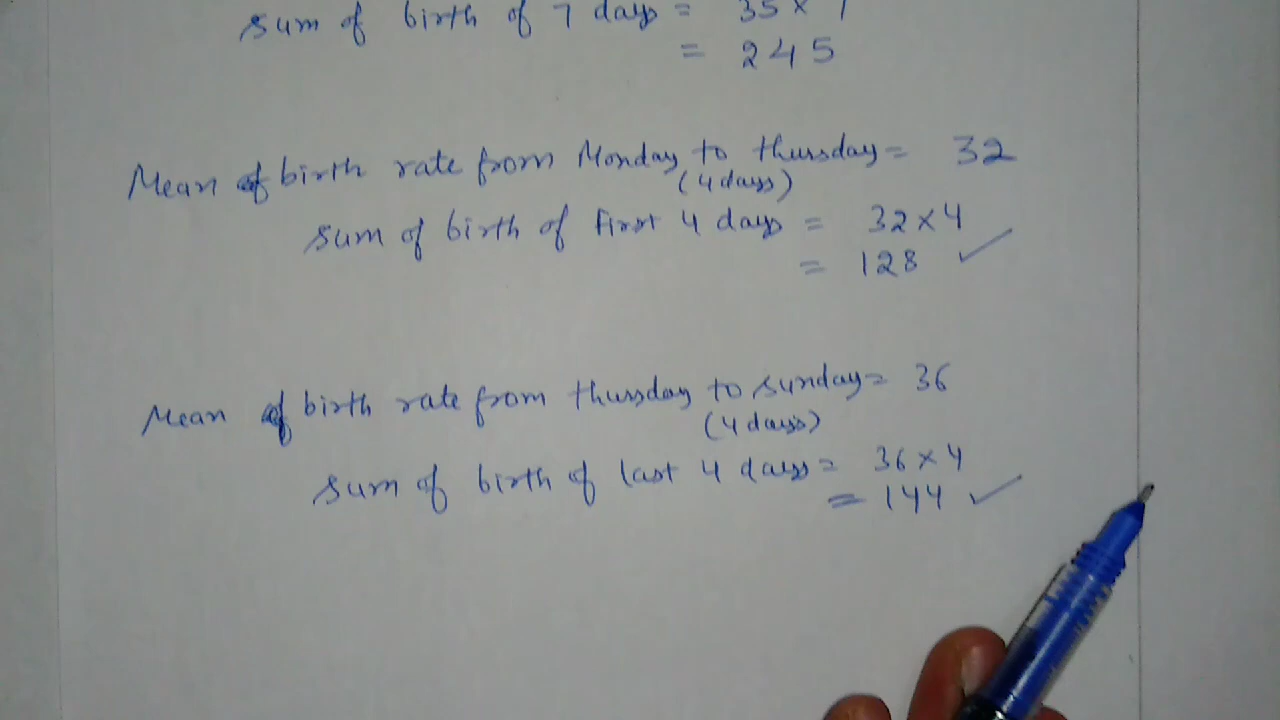 sum of birth of 7 days = 35 × 7
= 245
Mean of birth rate from Monday to thursday = 32
(4 days)
sum of birth of first 4 days = 32 × 4
= 128 ✓
Mean of birth rate from thursday to sunday = 36
(4 days)
sum of birth of last 4 days = 36 × 4
= 144 ✓